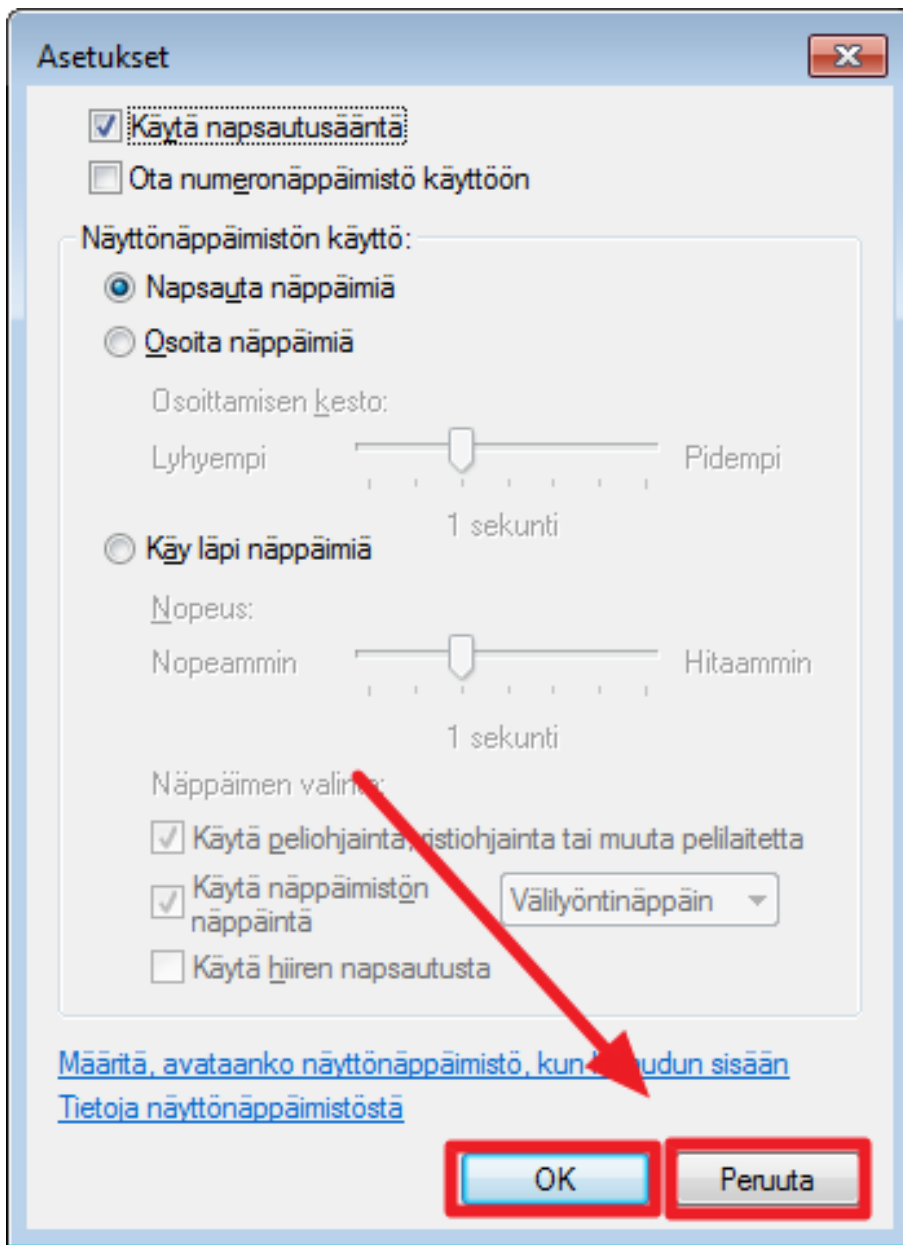 Asetukset
Käytä napsautusääntä
Ota numeronäppäimistö käyttöön
Näyttönäppäimistön käyttö:
Napsauta näppäimiä
Osoita näppäimiä
Osoittamisen kesto:
Lyhyempi Pidempi
1 sekunti
Käy läpi näppäimiä
Nopeus:
Nopeammin Hitaammin
1 sekunti
Näppäimen valinta:
Käytä peliohjainta, ristiohjainta tai muuta pelilaitetta
Käytä näppäimistön
näppäintä
Välilyöntinäppäin
Käytä hiiren napsautusta
Määritä, avataanko näyttönäppäimistö, kun sisään
Tietoja näyttönäppäimistöstä
OK Peruuta